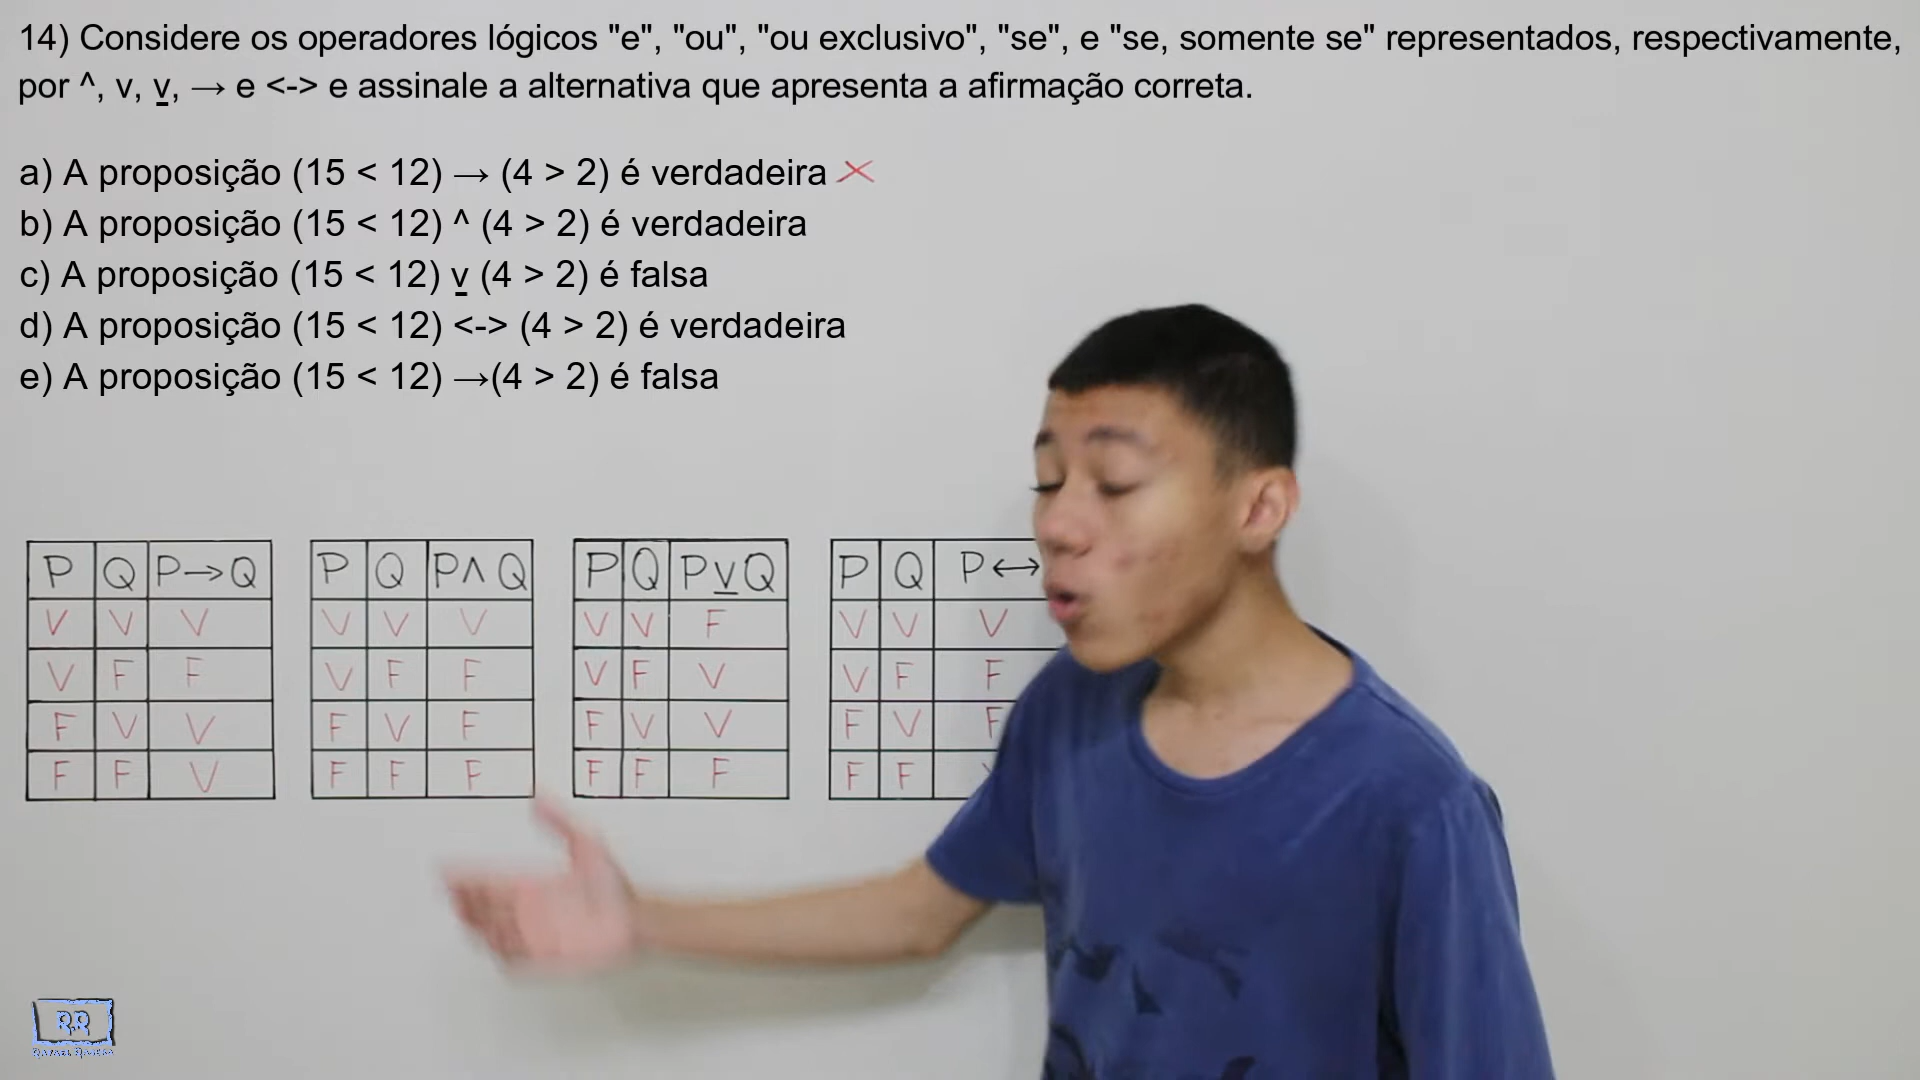 14) Considere os operadores lógicos "e", "ou", "ou exclusivo", "se", e "se, somente se" representados, respectivamente,
por ^, v, v̲, → e <-> e assinale a alternativa que apresenta a afirmação correta.
a) A proposição (15 < 12) → (4 > 2) é verdadeira
b) A proposição (15 < 12) ^ (4 > 2) é verdadeira
c) A proposição (15 < 12) v̲ (4 > 2) é falsa
d) A proposição (15 < 12) <-> (4 > 2) é verdadeira
e) A proposição (15 < 12) →(4 > 2) é falsa
P Q P→Q
V V V
V F F
F V V
F F V
P Q P∧Q
V V V
V F F
F V F
F F F
P Q P v̲ Q
V V F
V F V
F V V
F F F
P Q P↔
V V V
V F F
F V F
F F
RR